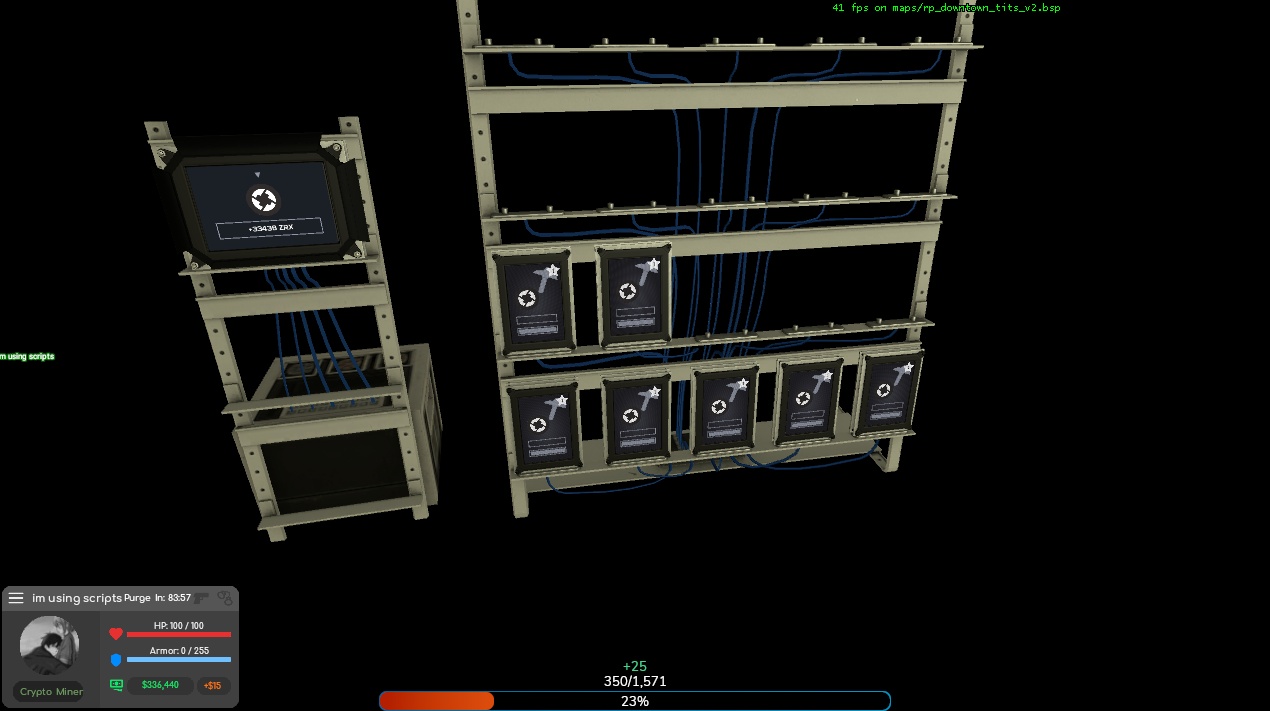 41 fps on maps/rp_downtown_tits_v2.bsp
+33438 ZRX
m using scripts
im using scripts Purge In: 83:57
HP: 100 / 100
Armor: 0 / 255
$336,440 +$15
Crypto Miner
+25
350/1,571
23%